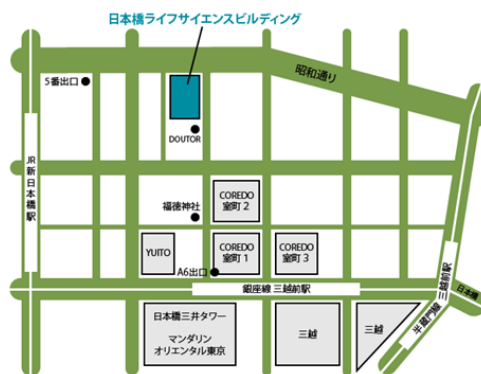 日本橋ライフサイエンスビルディング
昭和通り
5番出口
DOUTOR
JR新日本橋駅
福徳神社
COREDO
室町 2
YUITO
COREDO
室町 1
COREDO
室町 3
A6出口
銀座線 三越前駅
半蔵門線 三越前駅
日本橋
日本橋三井タワー
マンダリン
オリエンタル東京
三越
三越